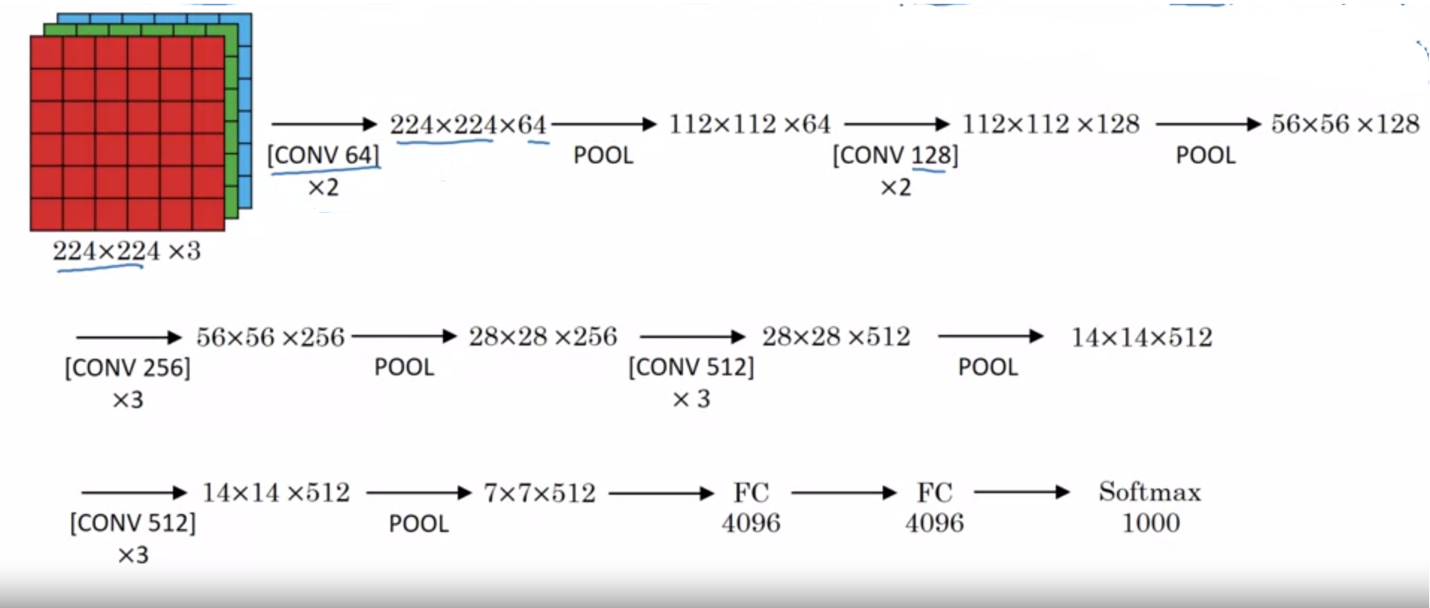 224×224×64 112×112 ×64 112×112 ×128 56×56 ×128
[CONV 64] POOL [CONV 128] POOL
×2 ×2
224×224 ×3
56×56 ×256 28×28 ×256 28×28 ×512 14×14×512
[CONV 256] POOL [CONV 512] POOL
×3 × 3
14×14 ×512 7×7×512 FC FC Softmax
[CONV 512] POOL 4096 4096 1000
×3